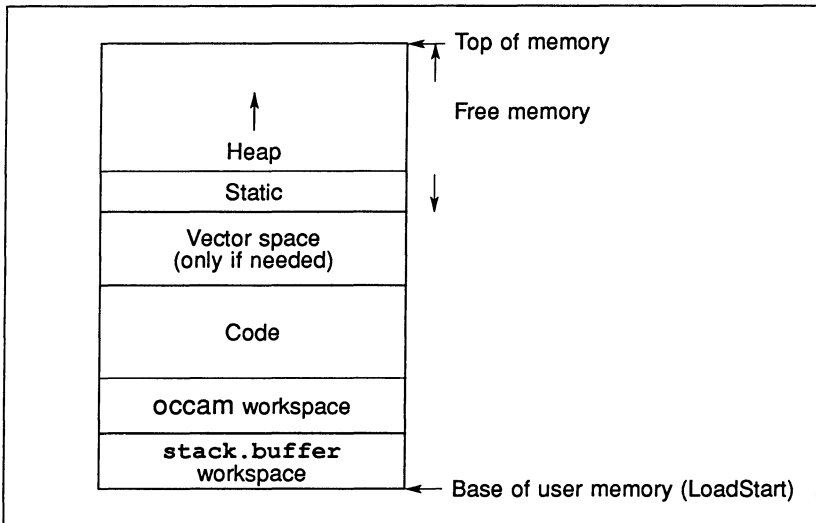 Top of memory
Free memory
Heap
Static
Vector space
(only if needed)
Code
occam workspace
stack.buffer
workspace
Base of user memory (LoadStart)